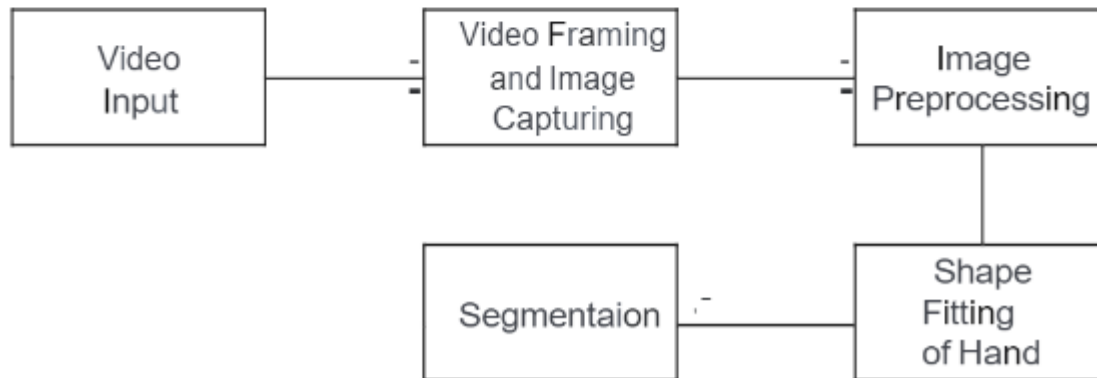 Video
Input
Video Framing
and Image
Capturing
Image
Preprocessing
Shape
Fitting
of Hand
Segmentaion